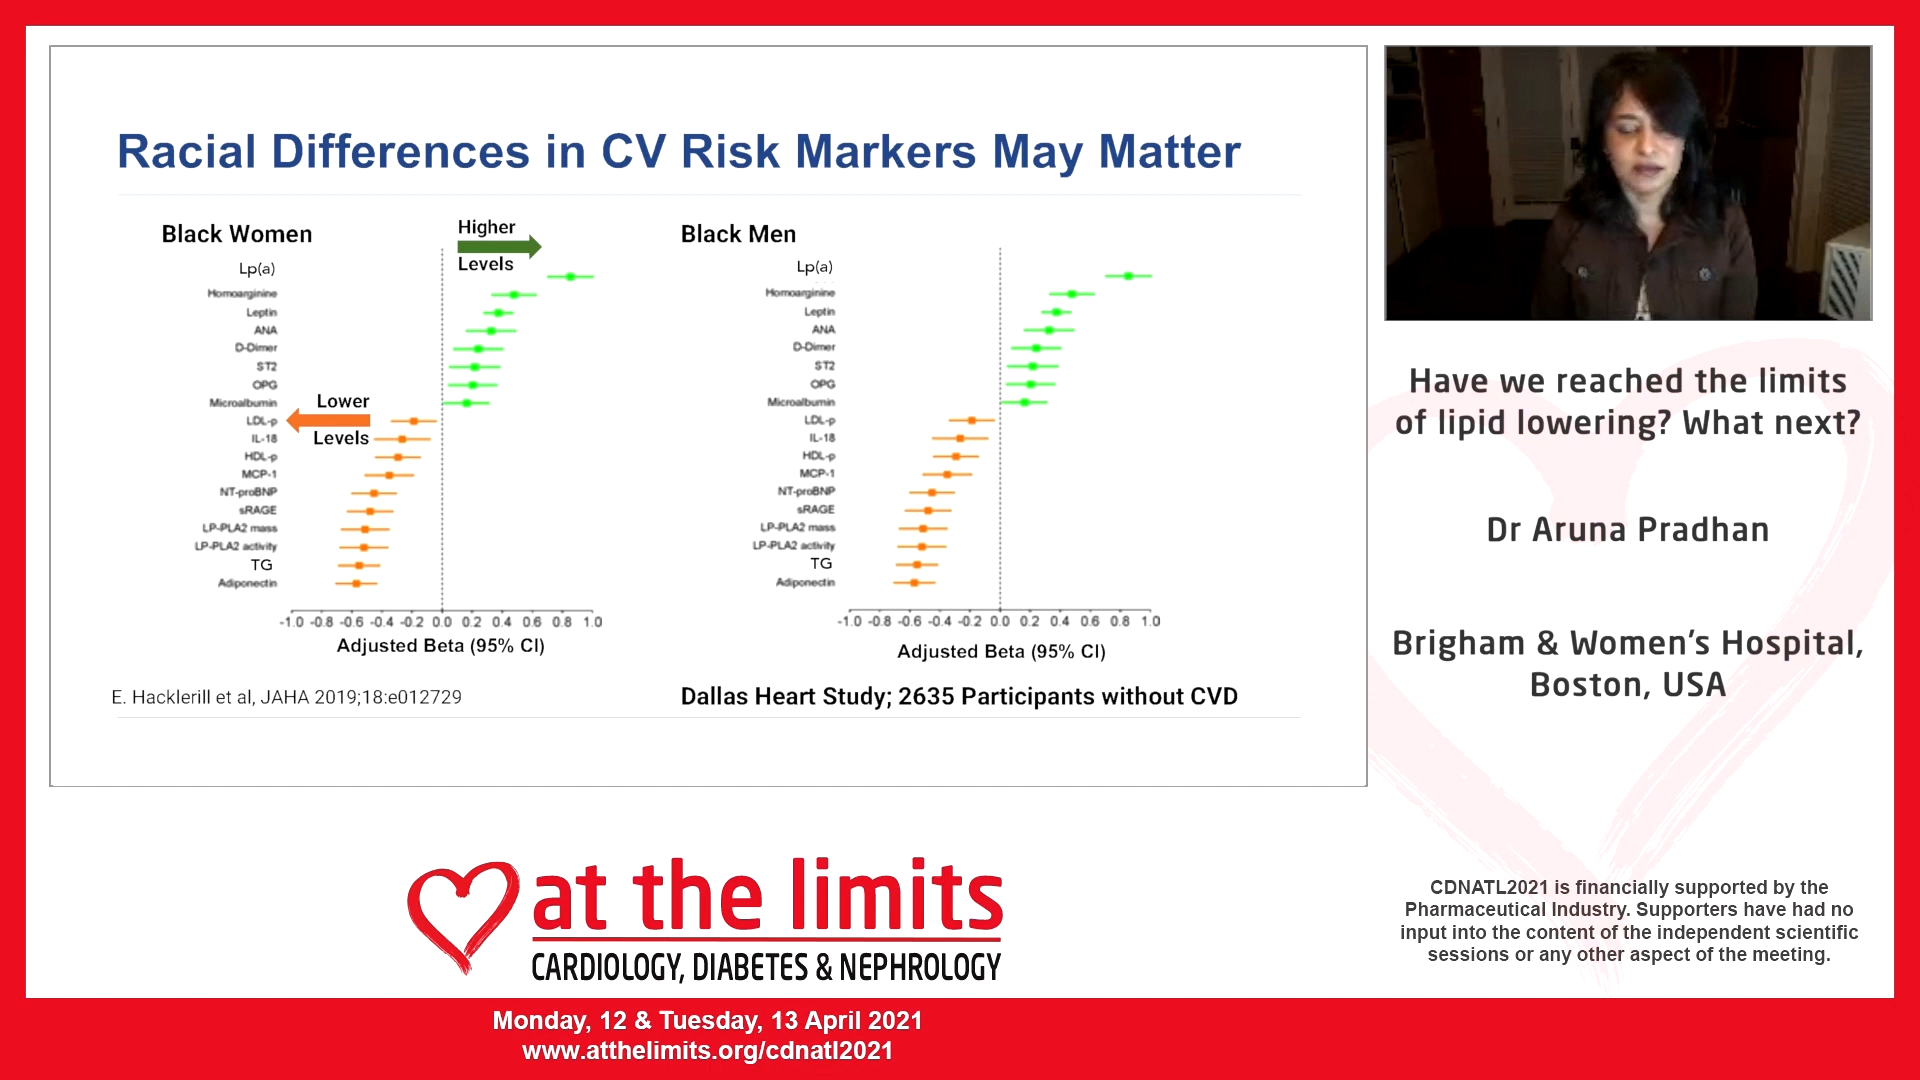 Racial Differences in CV Risk Markers May Matter
Black Women
Higher
Levels
Lp(a)
Homoarginine
Leptin
ANA
D-Dimer
ST2
OPG
Microalbumin
LDL-p
IL-18
HDL-p
MCP-1
NT-proBNP
sRAGE
LP-PLA2 mass
LP-PLA2 activity
TG
Adiponectin
Lower
Levels
-1.0 -0.8 -0.6 -0.4 -0.2 0.0 0.2 0.4 0.6 0.8 1.0
Adjusted Beta (95% CI)
Black Men
Lp(a)
Homoarginine
Leptin
ANA
D-Dimer
ST2
OPG
Microalbumin
LDL-p
IL-18
HDL-p
MCP-1
NT-proBNP
sRAGE
LP-PLA2 mass
LP-PLA2 activity
TG
Adiponectin
-1.0 -0.8 -0.6 -0.4 -0.2 0.0 0.2 0.4 0.6 0.8 1.0
Adjusted Beta (95% CI)
E. Hacklerill et al, JAHA 2019;18:e012729
Dallas Heart Study; 2635 Participants without CVD
Have we reached the limits
of lipid lowering? What next?
Dr Aruna Pradhan
Brigham & Women's Hospital,
Boston, USA
CDNATL2021 is financially supported by the
Pharmaceutical Industry. Supporters have had no
input into the content of the independent scientific
sessions or any other aspect of the meeting.
at the limits
CARDIOLOGY, DIABETES & NEPHROLOGY
Monday, 12 & Tuesday, 13 April 2021
www.atthelimits.org/cdnatl2021